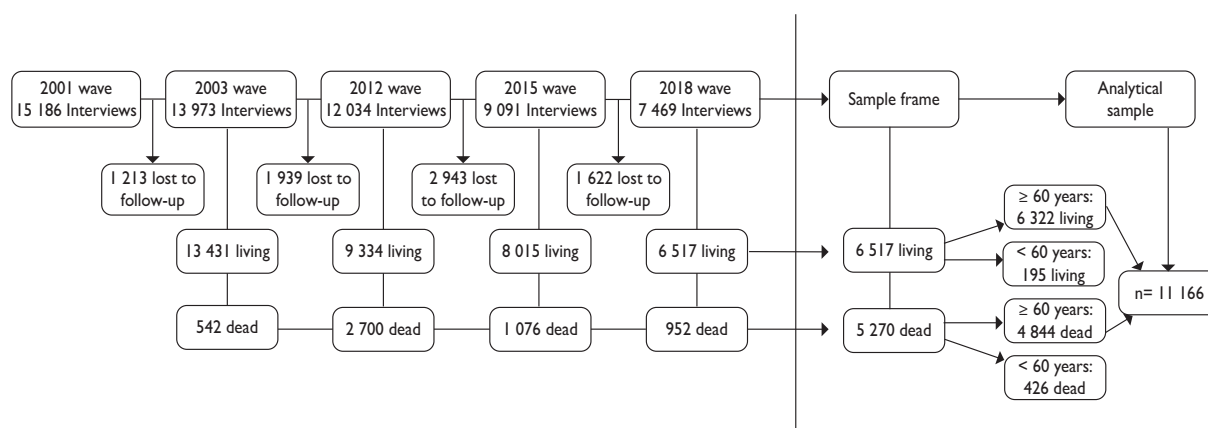 2001 wave
15 186 Interviews
2003 wave
13 973 Interviews
2012 wave
12 034 Interviews
2015 wave
9 091 Interviews
2018 wave
7 469 Interviews
Sample frame
Analytical
sample
1 213 lost to
follow-up
1 939 lost to
follow-up
2 943 lost
to follow-up
1 622 lost to
follow-up
13 431 living
9 334 living
8 015 living
6 517 living
6 517 living
≥ 60 years:
6 322 living
< 60 years:
195 living
n= 11 166
542 dead
2 700 dead
1 076 dead
952 dead
5 270 dead
≥ 60 years:
4 844 dead
< 60 years:
426 dead